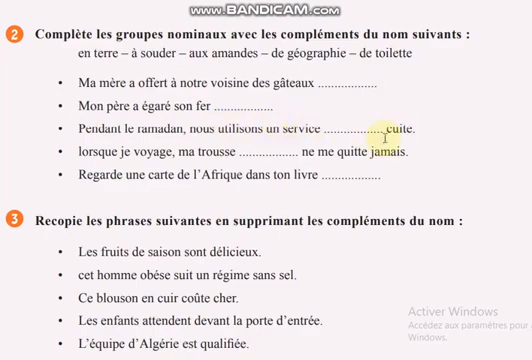 WWW.BANDICAM.COM
2 Complète les groupes nominaux avec les compléments du nom suivants :
en terre – à souder – aux amandes – de géographie – de toilette
• Ma mère a offert à notre voisine des gâteaux ..................
• Mon père a égaré son fer ..................
• Pendant le ramadan, nous utilisons un service .................. cuite.
• lorsque je voyage, ma trousse .................. ne me quitte jamais.
• Regarde une carte de l'Afrique dans ton livre ..................
3 Recopie les phrases suivantes en supprimant les compléments du nom :
• Les fruits de saison sont délicieux.
• cet homme obése suit un régime sans sel.
• Ce blouson en cuir coûte cher.
• Les enfants attendent devant la porte d'entrée.
• L'équipe d'Algérie est qualifiée.
Activer Windows
Accédez aux paramètres pour a
Windows.